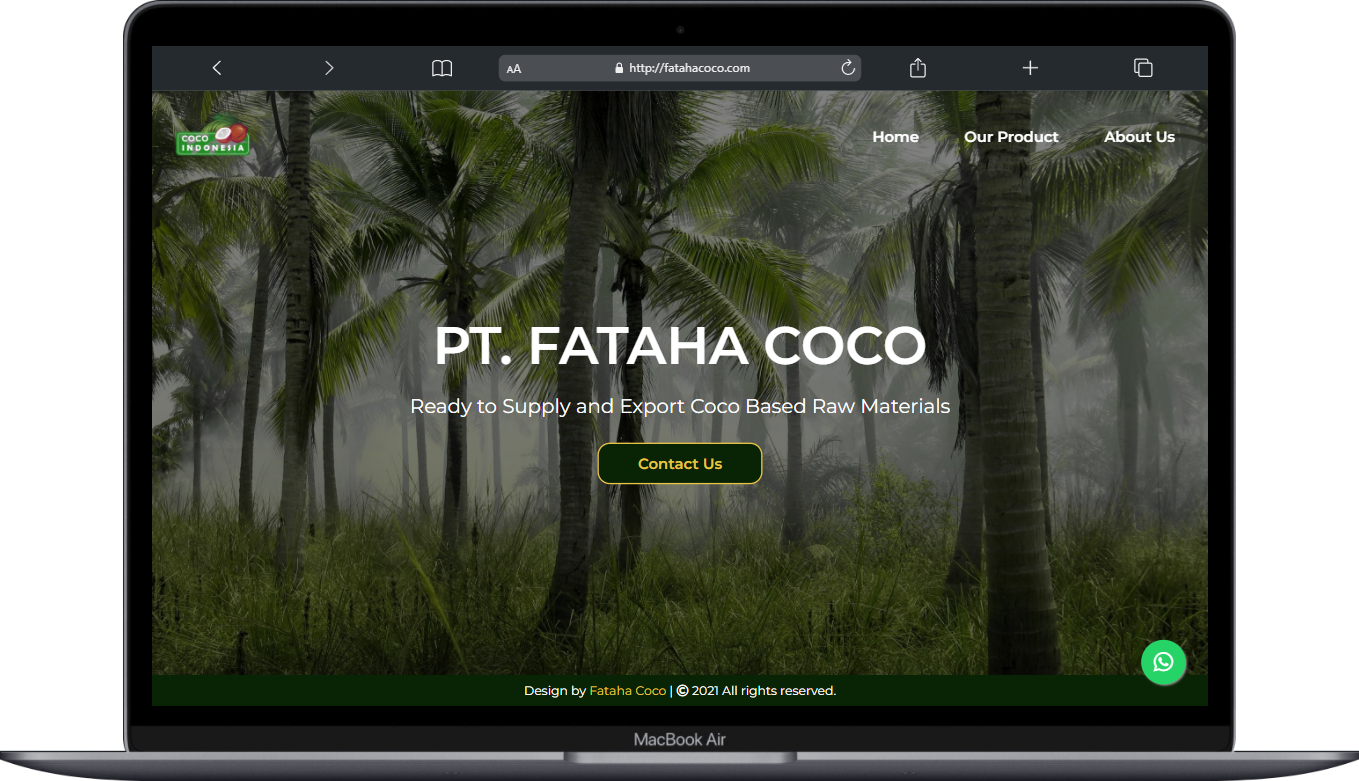 AA
http://fatahacoco.com
COCO
INDONESIA
Home
Our Product
About Us
PT. FATAHA COCO
Ready to Supply and Export Coco Based Raw Materials
Contact Us
Design by Fataha Coco | © 2021 All rights reserved.
MacBook Air